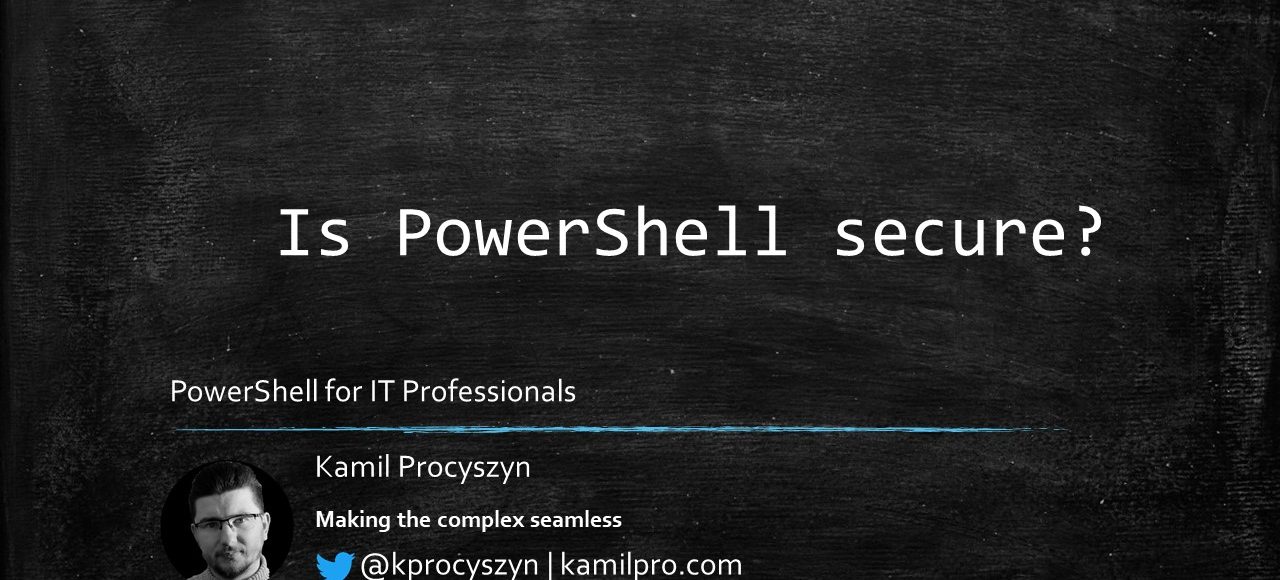 Is PowerShell secure?
PowerShell for IT Professionals
Kamil Procyszyn
Making the complex seamless
@kprocyszyn | kamilpro.com